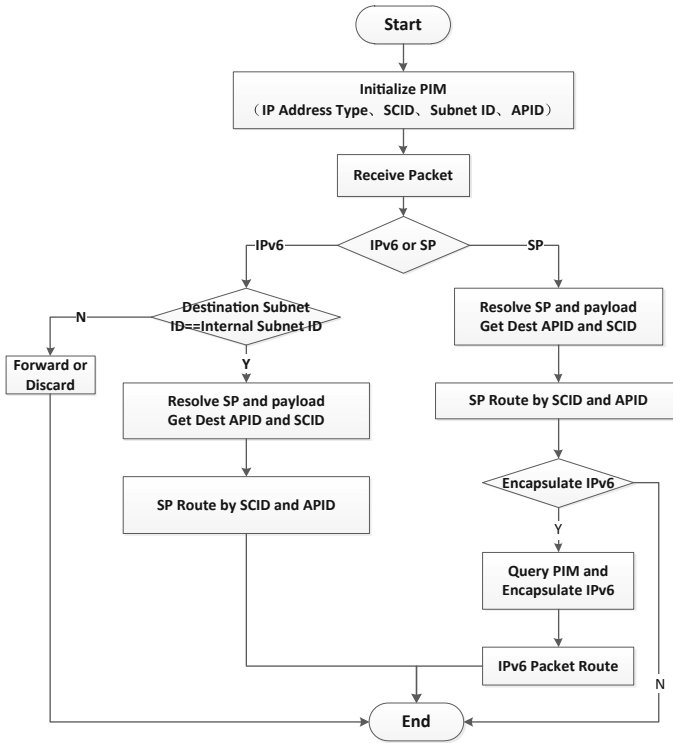 Start
Initialize PIM
（IP Address Type、SCID、Subnet ID、APID）
Receive Packet
IPv6 or SP
IPv6
SP
Destination Subnet
ID==Internal Subnet ID
N
Y
Forward or
Discard
Resolve SP and payload
Get Dest APID and SCID
SP Route by SCID and APID
Resolve SP and payload
Get Dest APID and SCID
SP Route by SCID and APID
Encapsulate IPv6
Y
Query PIM and
Encapsulate IPv6
IPv6 Packet Route
N
End